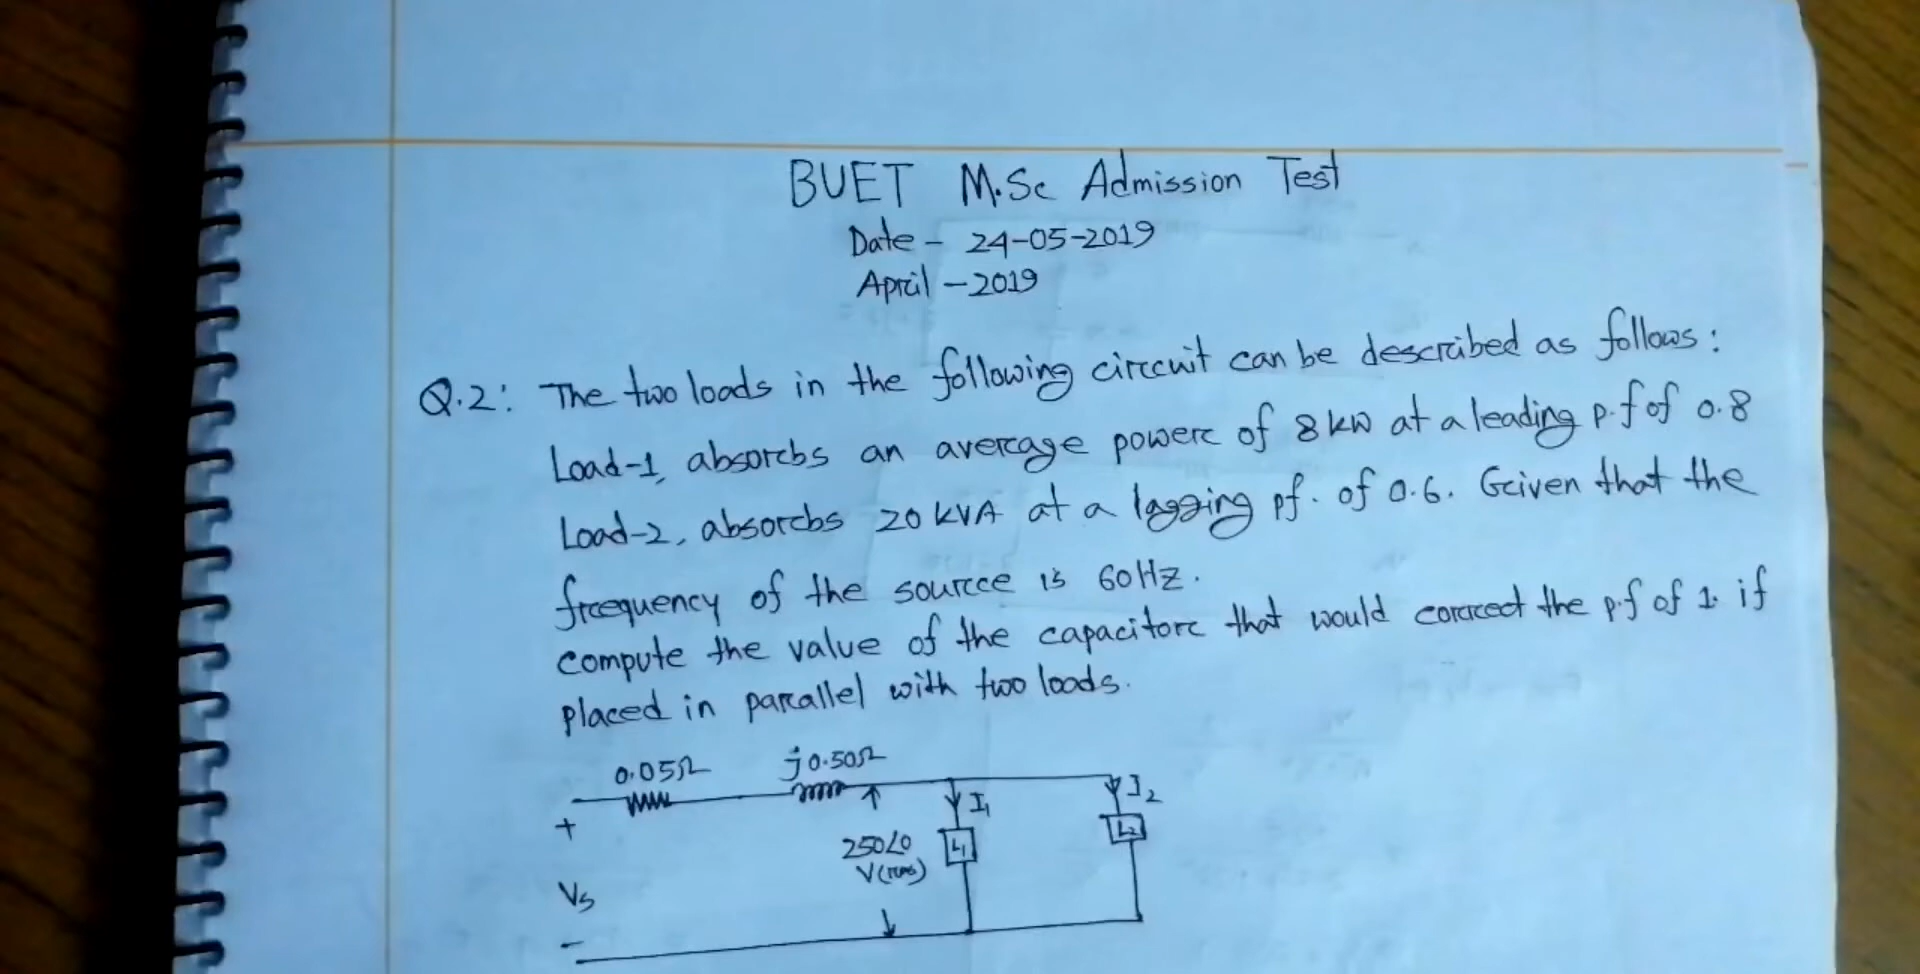 BUET M.Sc Admission Test
Date - 24-05-2019
April - 2019
Q.2: The two loads in the following circuit can be described as follows:
Load-1, absorbs an average power of 8 kW at a leading p.f of 0.8
Load-2, absorbs 20 kVA at a lagging pf. of 0.6. Given that the
frequency of the source is 60Hz.
compute the value of the capacitor that would correct the p.f of 1. if
placed in parallel with two loads.
0.05Ω j0.50Ω
+ I1 I2
250∠0 L1 L2
V(rms)
Vs
-